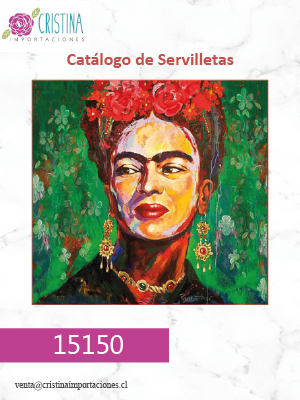 CRISTINA
IMPORTACIONES
Catálogo de Servilletas
15150
venta@cristinaimportaciones.cl